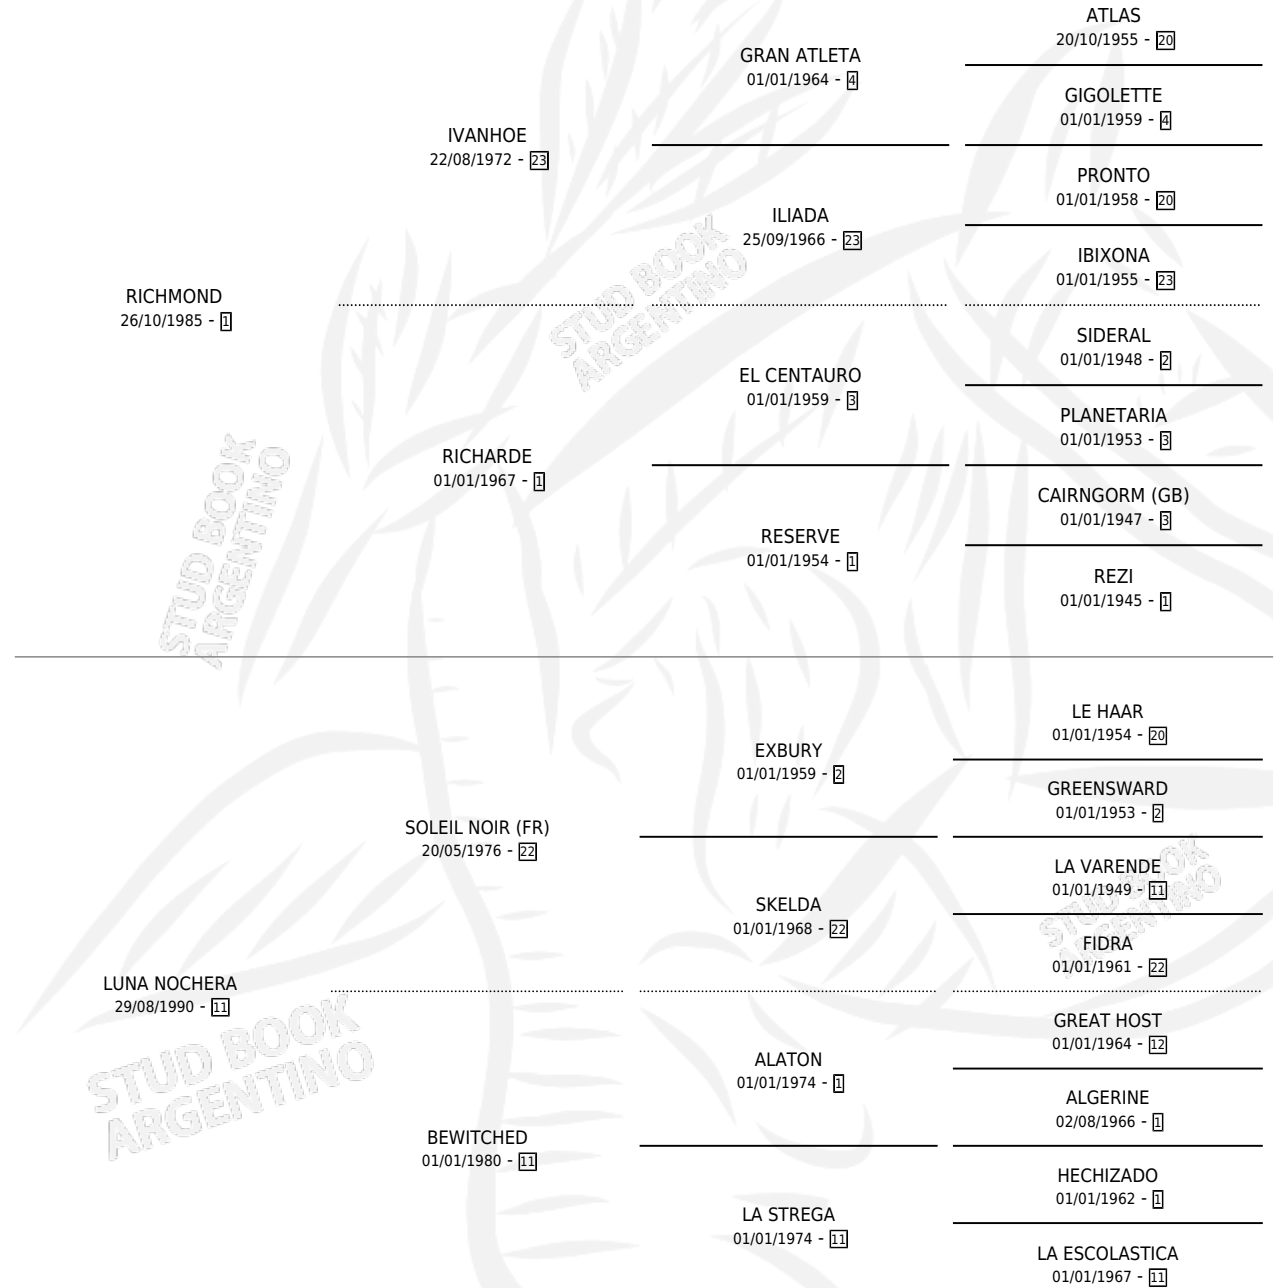 ATLAS
20/10/1955 - 20
GRAN ATLETA
01/01/1964 - 4
GIGOLETTE
01/01/1959 - 4
IVANHOE
22/08/1972 - 23
PRONTO
01/01/1958 - 20
ILIADA
25/09/1966 - 23
IBIXONA
01/01/1955 - 23
RICHMOND
26/10/1985 - 1
SIDERAL
01/01/1948 - 2
EL CENTAURO
01/01/1959 - 3
PLANETARIA
01/01/1953 - 3
RICHARDE
01/01/1967 - 1
CAIRNGORM (GB)
01/01/1947 - 3
RESERVE
01/01/1954 - 1
REZI
01/01/1945 - 1
STUD BOOK
ARGENTINO
STUD BOOK
ARGENTINO
LE HAAR
01/01/1954 - 20
EXBURY
01/01/1959 - 2
GREENSWARD
01/01/1953 - 2
SOLEIL NOIR (FR)
20/05/1976 - 22
LA VARENDE
01/01/1949 - 11
SKELDA
01/01/1968 - 22
FIDRA
01/01/1961 - 22
STUD BOOK
ARGENTINO
LUNA NOCHERA
29/08/1990 - 11
GREAT HOST
01/01/1964 - 12
ALATON
01/01/1974 - 1
ALGERINE
02/08/1966 - 1
STUD BOOK
ARGENTINO
BEWITCHED
01/01/1980 - 11
HECHIZADO
01/01/1962 - 1
LA STREGA
01/01/1974 - 11
LA ESCOLASTICA
01/01/1967 - 11